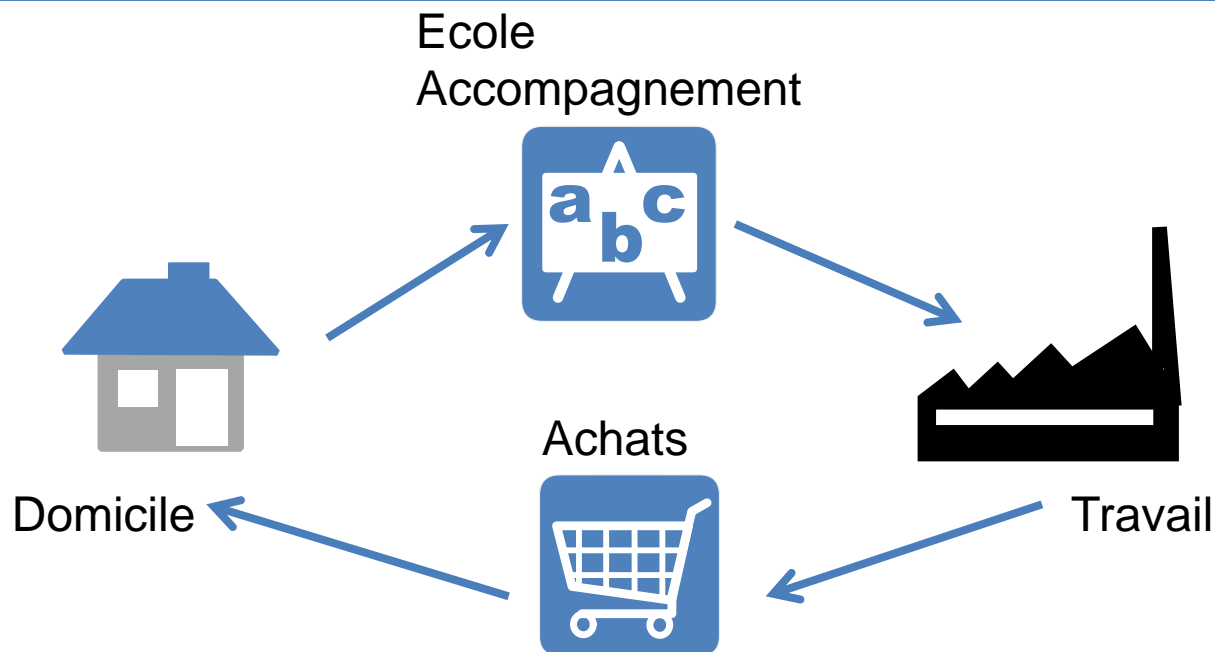 Ecole
Accompagnement
a b c
Achats
Domicile
Travail